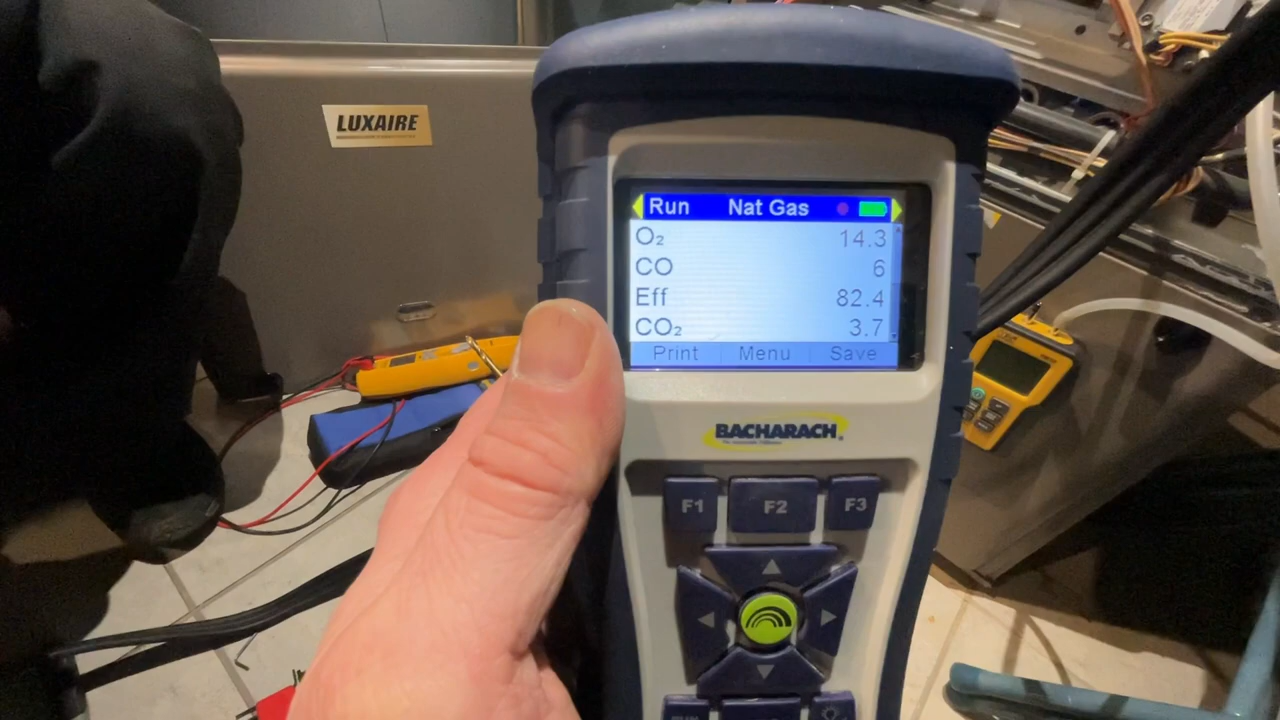 LUXAIRE
Run Nat Gas
O₂ 14.3
CO 6
Eff 82.4
CO₂ 3.7
Print Menu Save
BACHARACH
F1 F2 F3